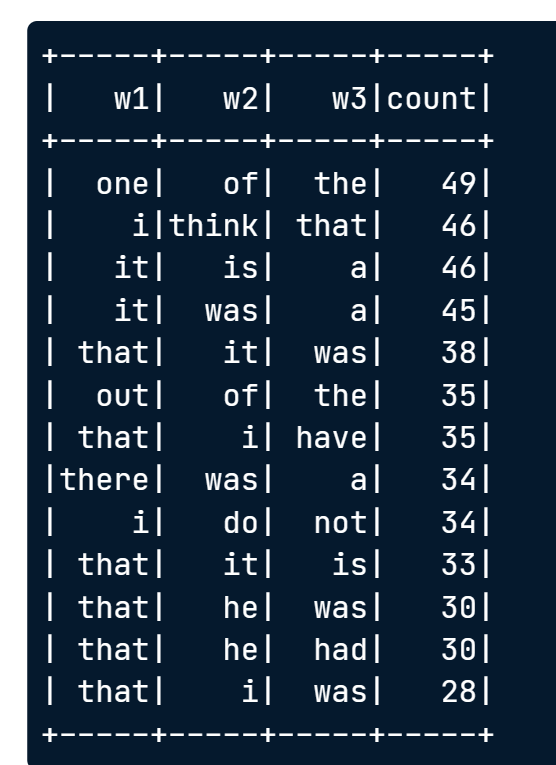 +-----+-----+-----+-----+
|   w1|   w2|   w3|count|
+-----+-----+-----+-----+
|  one|   of|  the|   49|
|    i|think| that|   46|
|   it|   is|    a|   46|
|   it|  was|    a|   45|
| that|   it|  was|   38|
|  out|   of|  the|   35|
| that|    i| have|   35|
|there|  was|    a|   34|
|    i|   do|  not|   34|
| that|   it|   is|   33|
| that|   he|  was|   30|
| that|   he|  had|   30|
| that|    i|  was|   28|
+-----+-----+-----+-----+